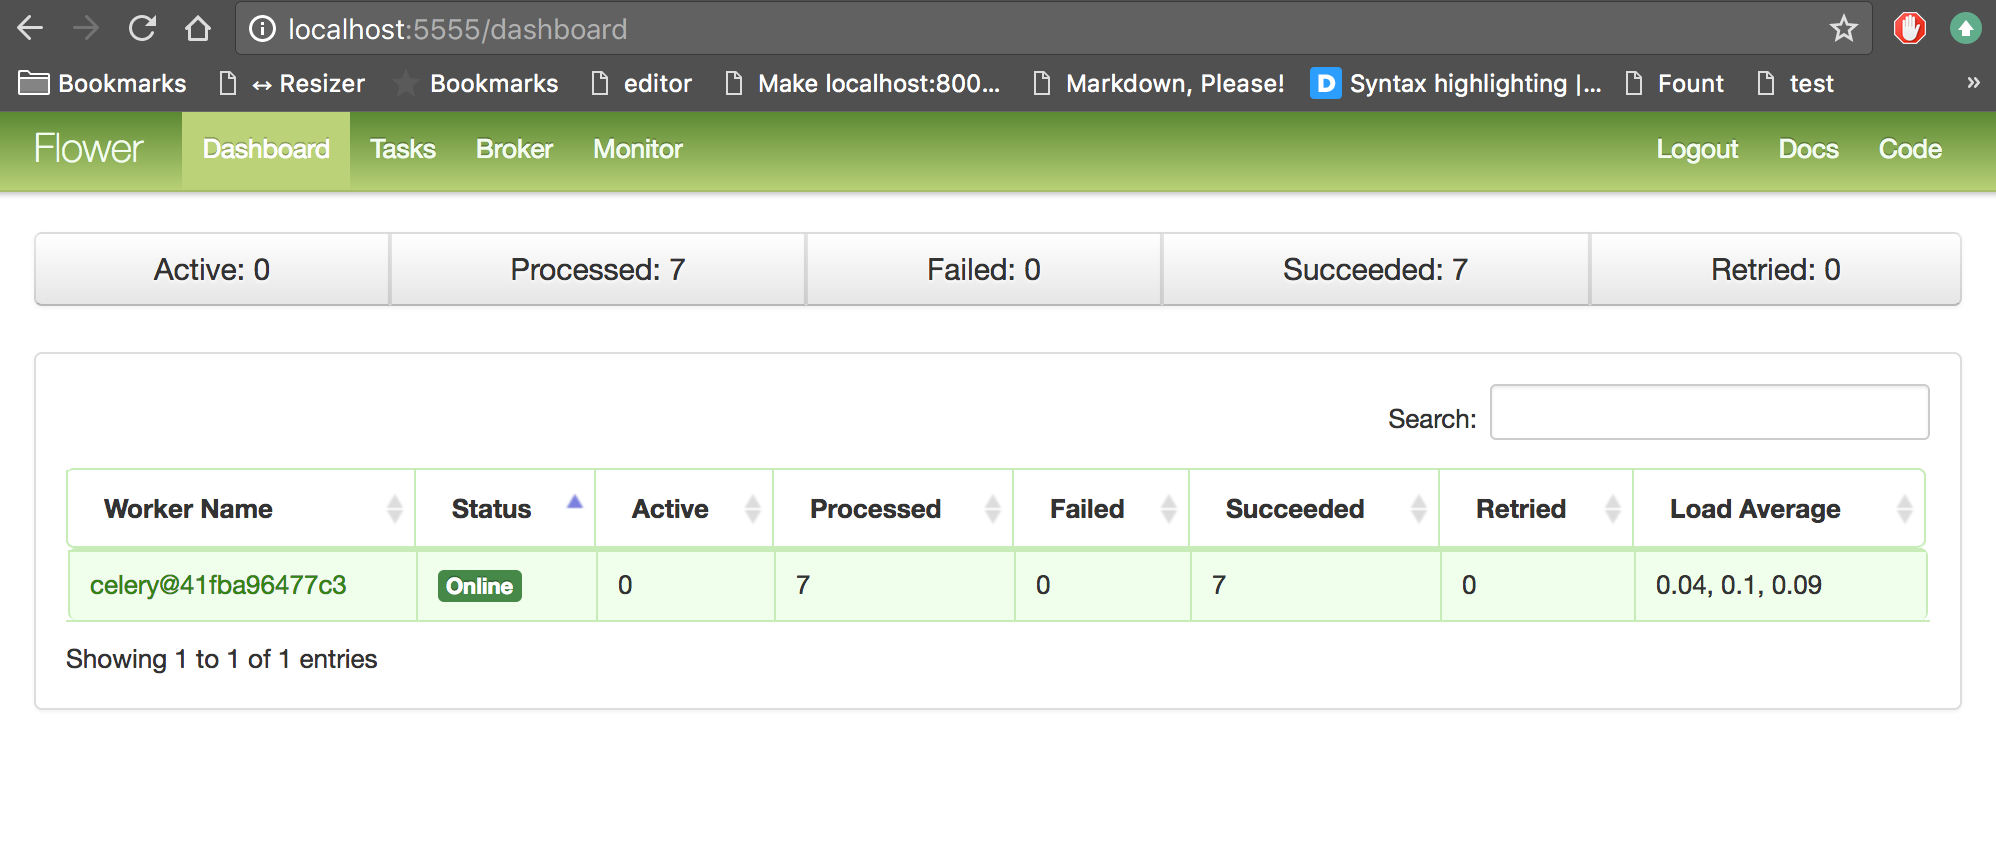 localhost:5555/dashboard
Bookmarks ↔ Resizer Bookmarks editor Make localhost:800... Markdown, Please! D Syntax highlighting |... Fount test »
Flower Dashboard Tasks Broker Monitor Logout Docs Code
Active: 0 Processed: 7 Failed: 0 Succeeded: 7 Retried: 0
Search:
Worker Name Status Active Processed Failed Succeeded Retried Load Average
celery@41fba96477c3 Online 0 7 0 7 0 0.04, 0.1, 0.09
Showing 1 to 1 of 1 entries